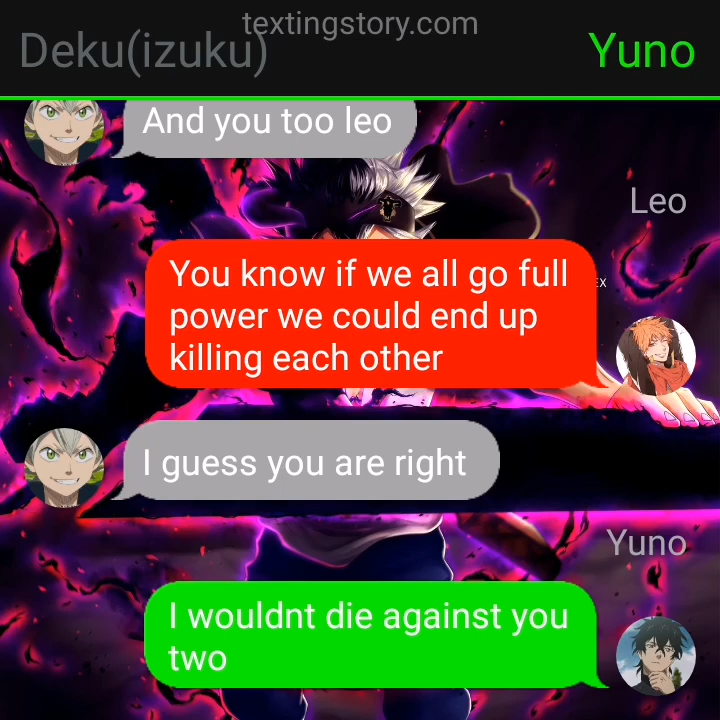 textingstory.com
Deku(izuku)
Yuno
And you too leo
Leo
You know if we all go full
power we could end up
killing each other
EX
I guess you are right
Yuno
I wouldnt die against you
two